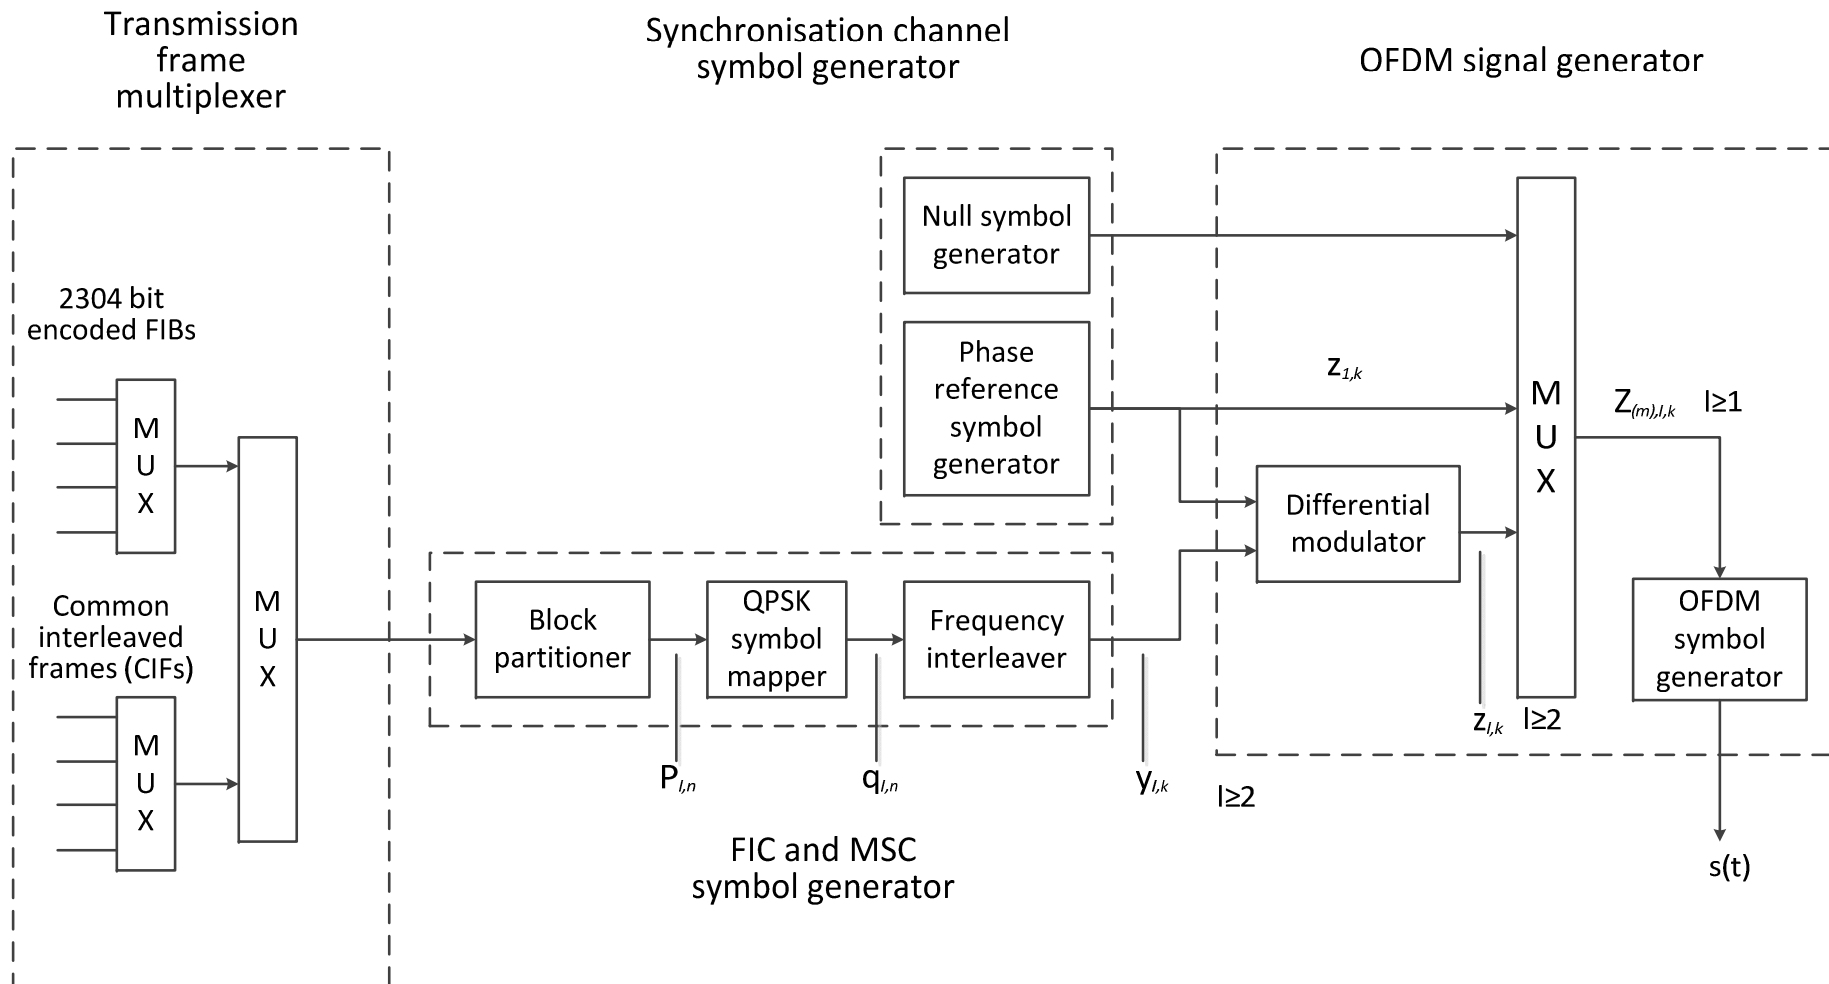 Transmission
frame
multiplexer
Synchronisation channel
symbol generator
OFDM signal generator
2304 bit
encoded FIBs
M
U
X
Common
interleaved
frames (CIFs)
M
U
X
M
U
X
Null symbol
generator
Phase
reference
symbol
generator
z1,k
Block
partitioner
QPSK
symbol
mapper
Frequency
interleaver
Pl,n
ql,n
yl,k
l≥2
FIC and MSC
symbol generator
Differential
modulator
zl,k l≥2
M
U
X
Z(m),l,k l≥1
OFDM
symbol
generator
s(t)